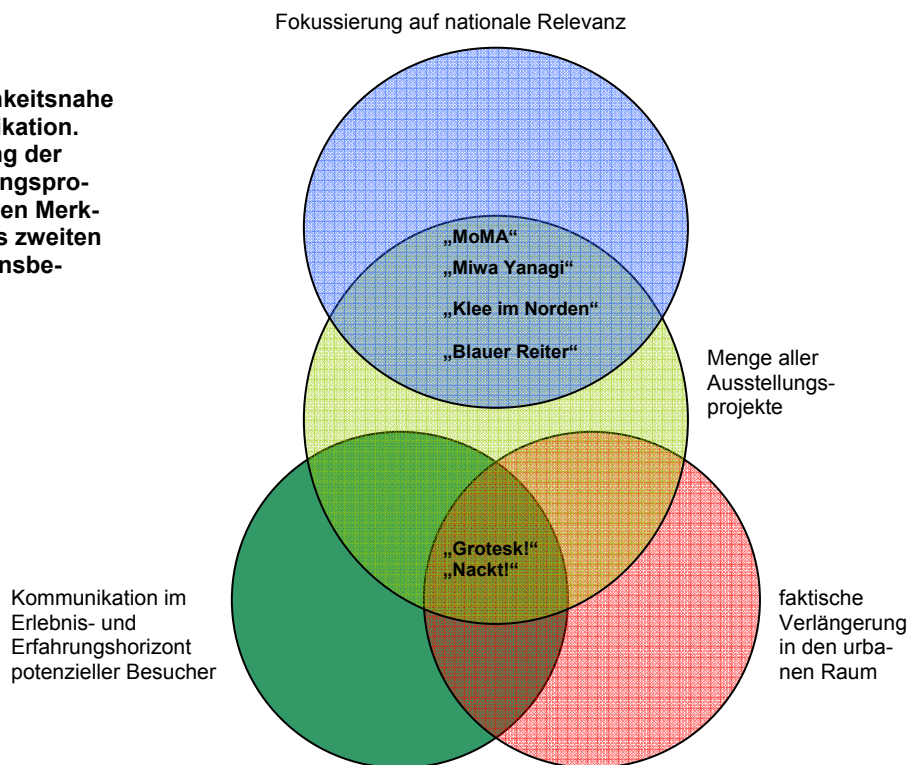 Fokussierung auf nationale Relevanz
hkeitsnahe
ikation.
ng der
ngspro-
en Merk-
s zweiten
nsbe-
„MoMA“
„Miwa Yanagi“
„Klee im Norden“
„Blauer Reiter“
Menge aller
Ausstellungs-
projekte
„Grotesk!“
„Nackt!“
Kommunikation im
Erlebnis- und
Erfahrungshorizont
potenzieller Besucher
faktische
Verlängerung
in den urba-
nen Raum